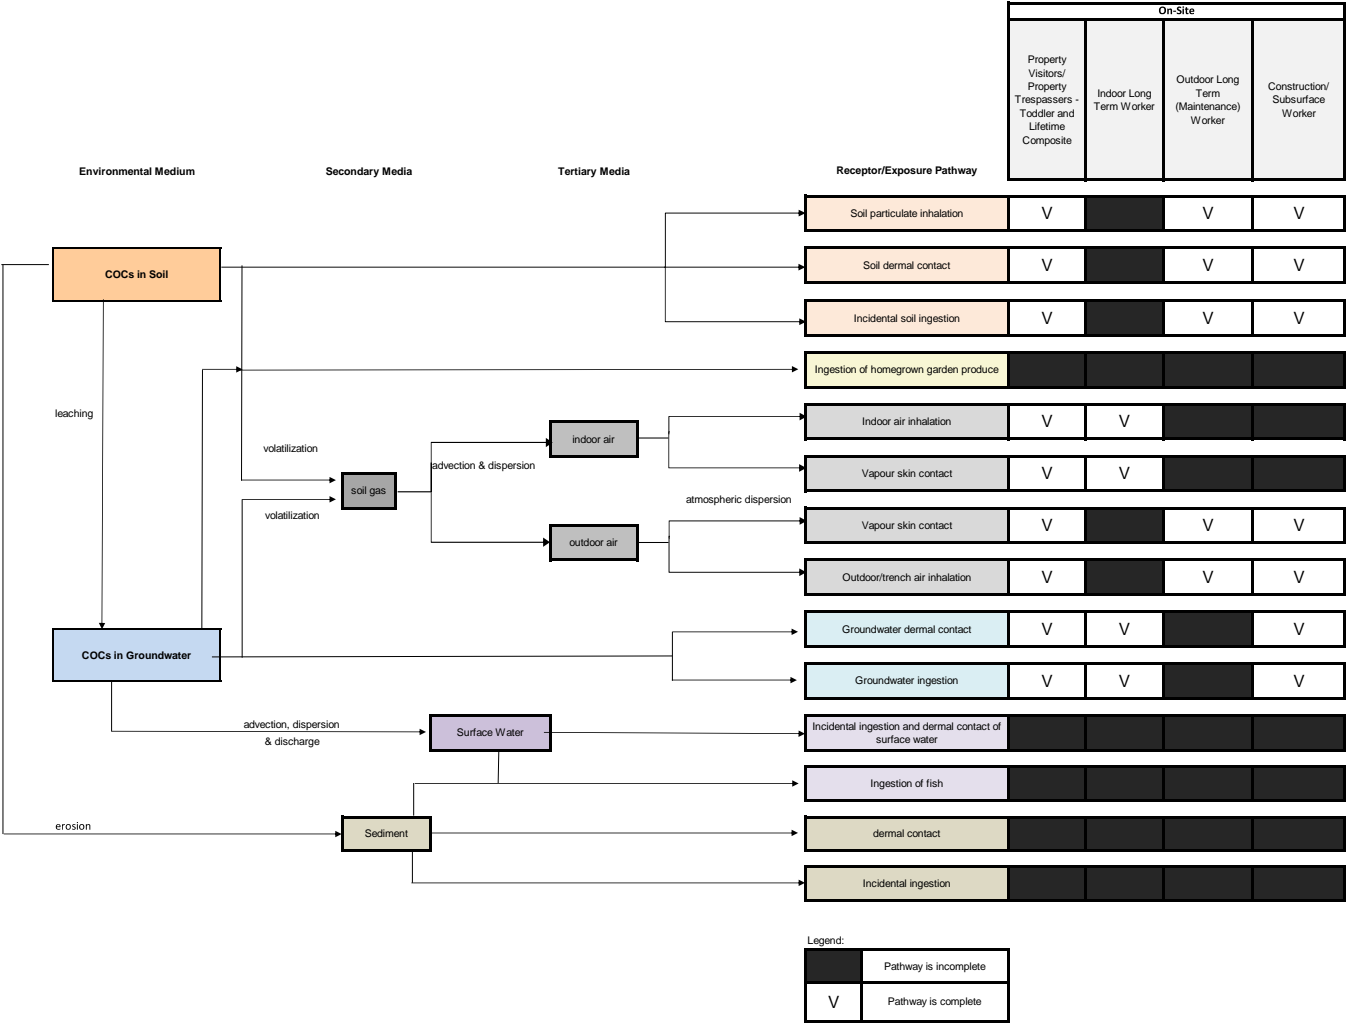 On-Site
Property
Visitors/
Property
Trespassers -
Toddler and
Lifetime
Composite
Indoor Long
Term Worker
Outdoor Long
Term
(Maintenance)
Worker
Construction/
Subsurface
Worker
Environmental Medium
Secondary Media
Tertiary Media
Receptor/Exposure Pathway
Soil particulate inhalation
V
V
V
COCs in Soil
Soil dermal contact
V
V
V
Incidental soil ingestion
V
V
V
Ingestion of homegrown garden produce
leaching
Indoor air inhalation
V
V
indoor air
volatilization
advection & dispersion
Vapour skin contact
V
V
soil gas
atmospheric dispersion
volatilization
Vapour skin contact
V
V
V
outdoor air
Outdoor/trench air inhalation
V
V
V
Groundwater dermal contact
V
V
V
COCs in Groundwater
Groundwater ingestion
V
V
V
advection, dispersion
& discharge
Surface Water
Incidental ingestion and dermal contact of
surface water
Ingestion of fish
erosion
Sediment
dermal contact
Incidental ingestion
Legend:
Pathway is incomplete
V
Pathway is complete